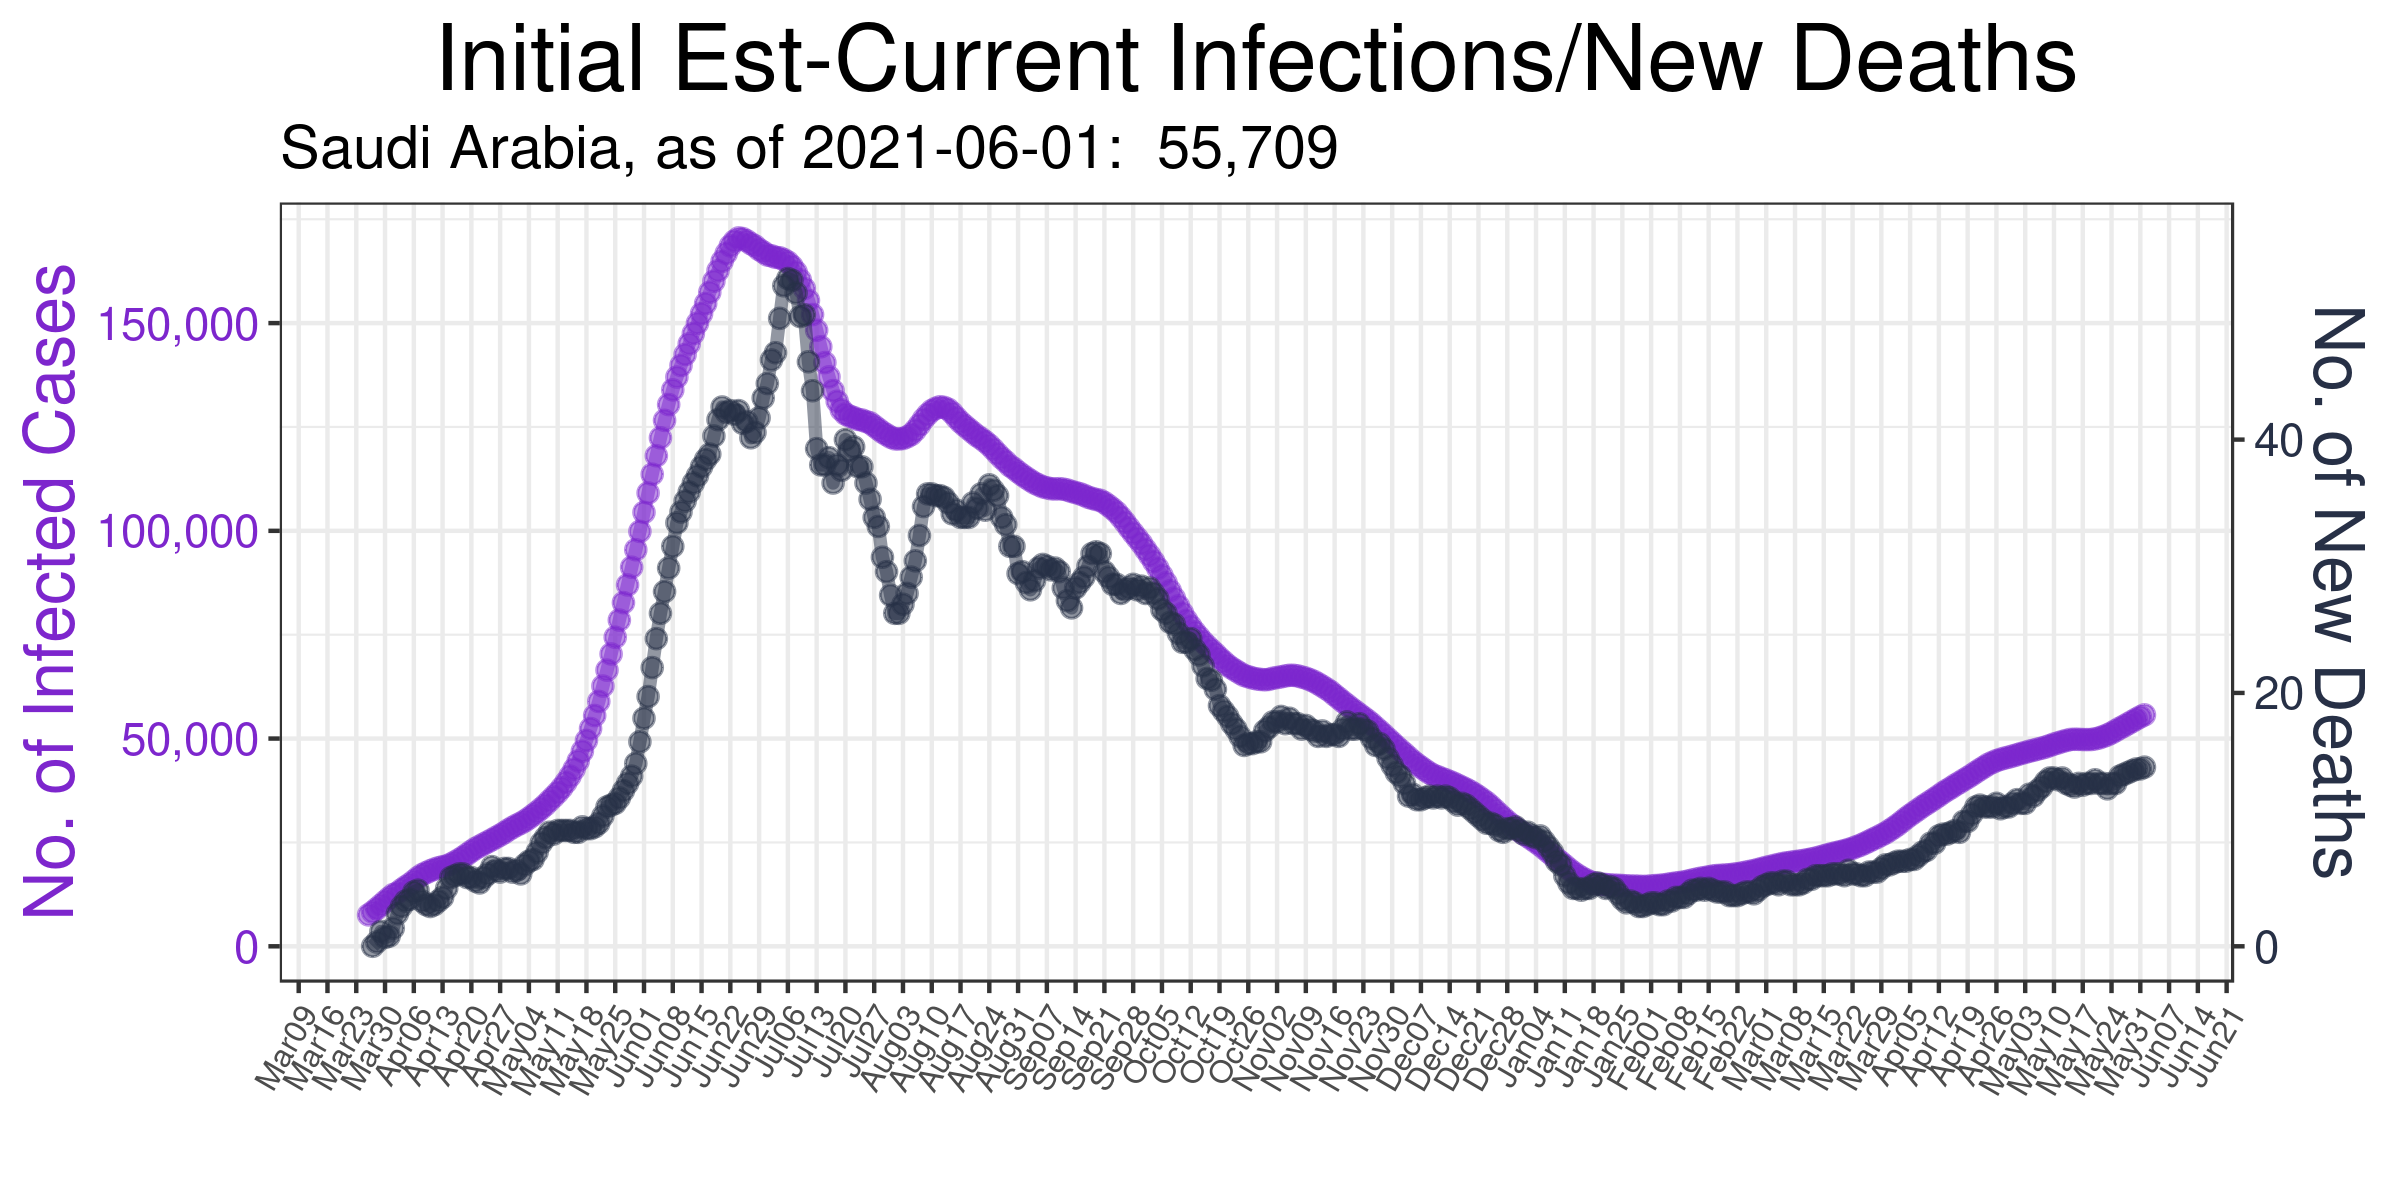 Initial Est-Current Infections/New Deaths
Saudi Arabia, as of 2021-06-01:  55,709
No. of Infected Cases
150,000
100,000
50,000
0
No. of New Deaths
40
20
0
Mar09
Mar16
Mar23
Mar30
Apr06
Apr13
Apr20
Apr27
May04
May11
May18
May25
Jun01
Jun08
Jun15
Jun22
Jun29
Jul06
Jul13
Jul20
Jul27
Aug03
Aug10
Aug17
Aug24
Aug31
Sep07
Sep14
Sep21
Sep28
Oct05
Oct12
Oct19
Oct26
Nov02
Nov09
Nov16
Nov23
Nov30
Dec07
Dec14
Dec21
Dec28
Jan04
Jan11
Jan18
Jan25
Feb01
Feb08
Feb15
Feb22
Mar01
Mar08
Mar15
Mar22
Mar29
Apr05
Apr12
Apr19
Apr26
May03
May10
May17
May24
May31
Jun07
Jun14
Jun21